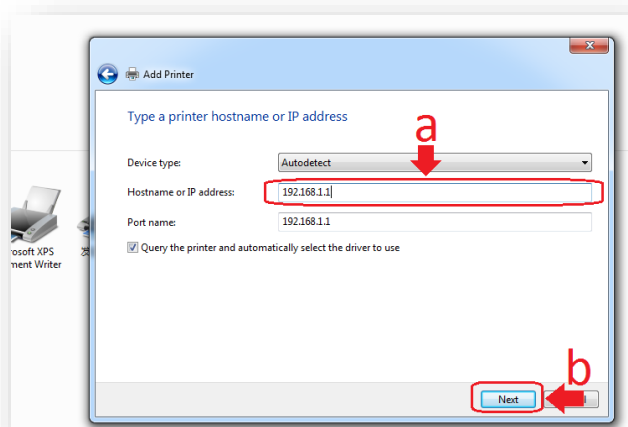 Add Printer
Type a printer hostname or IP address
a
Device type:
Autodetect
Hostname or IP address:
192.168.1.1
Port name:
192.168.1.1
Query the printer and automatically select the driver to use
rosoft XPS
ment Writer
发
b
Next